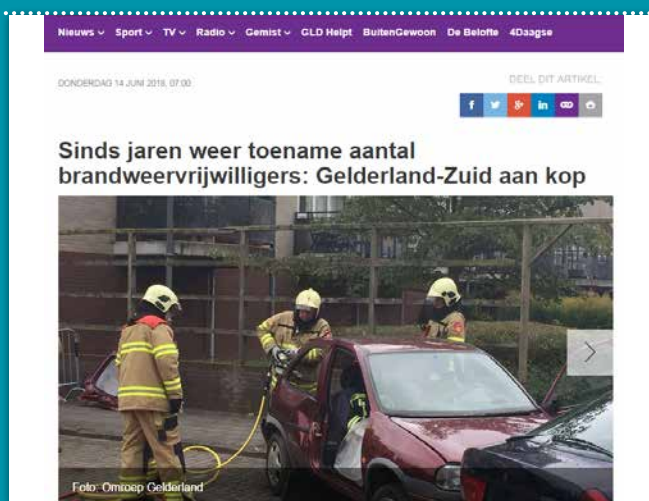 Nieuws Sport TV Radio Gemist GLD Helpt BuitenGewoon De Belofte 4Daagse
DONDERDAG 14 JUNI 2018, 07:00
DEEL DIT ARTIKEL:
Sinds jaren weer toename aantal
brandweervrijwilligers: Gelderland-Zuid aan kop
Foto: Omroep Gelderland